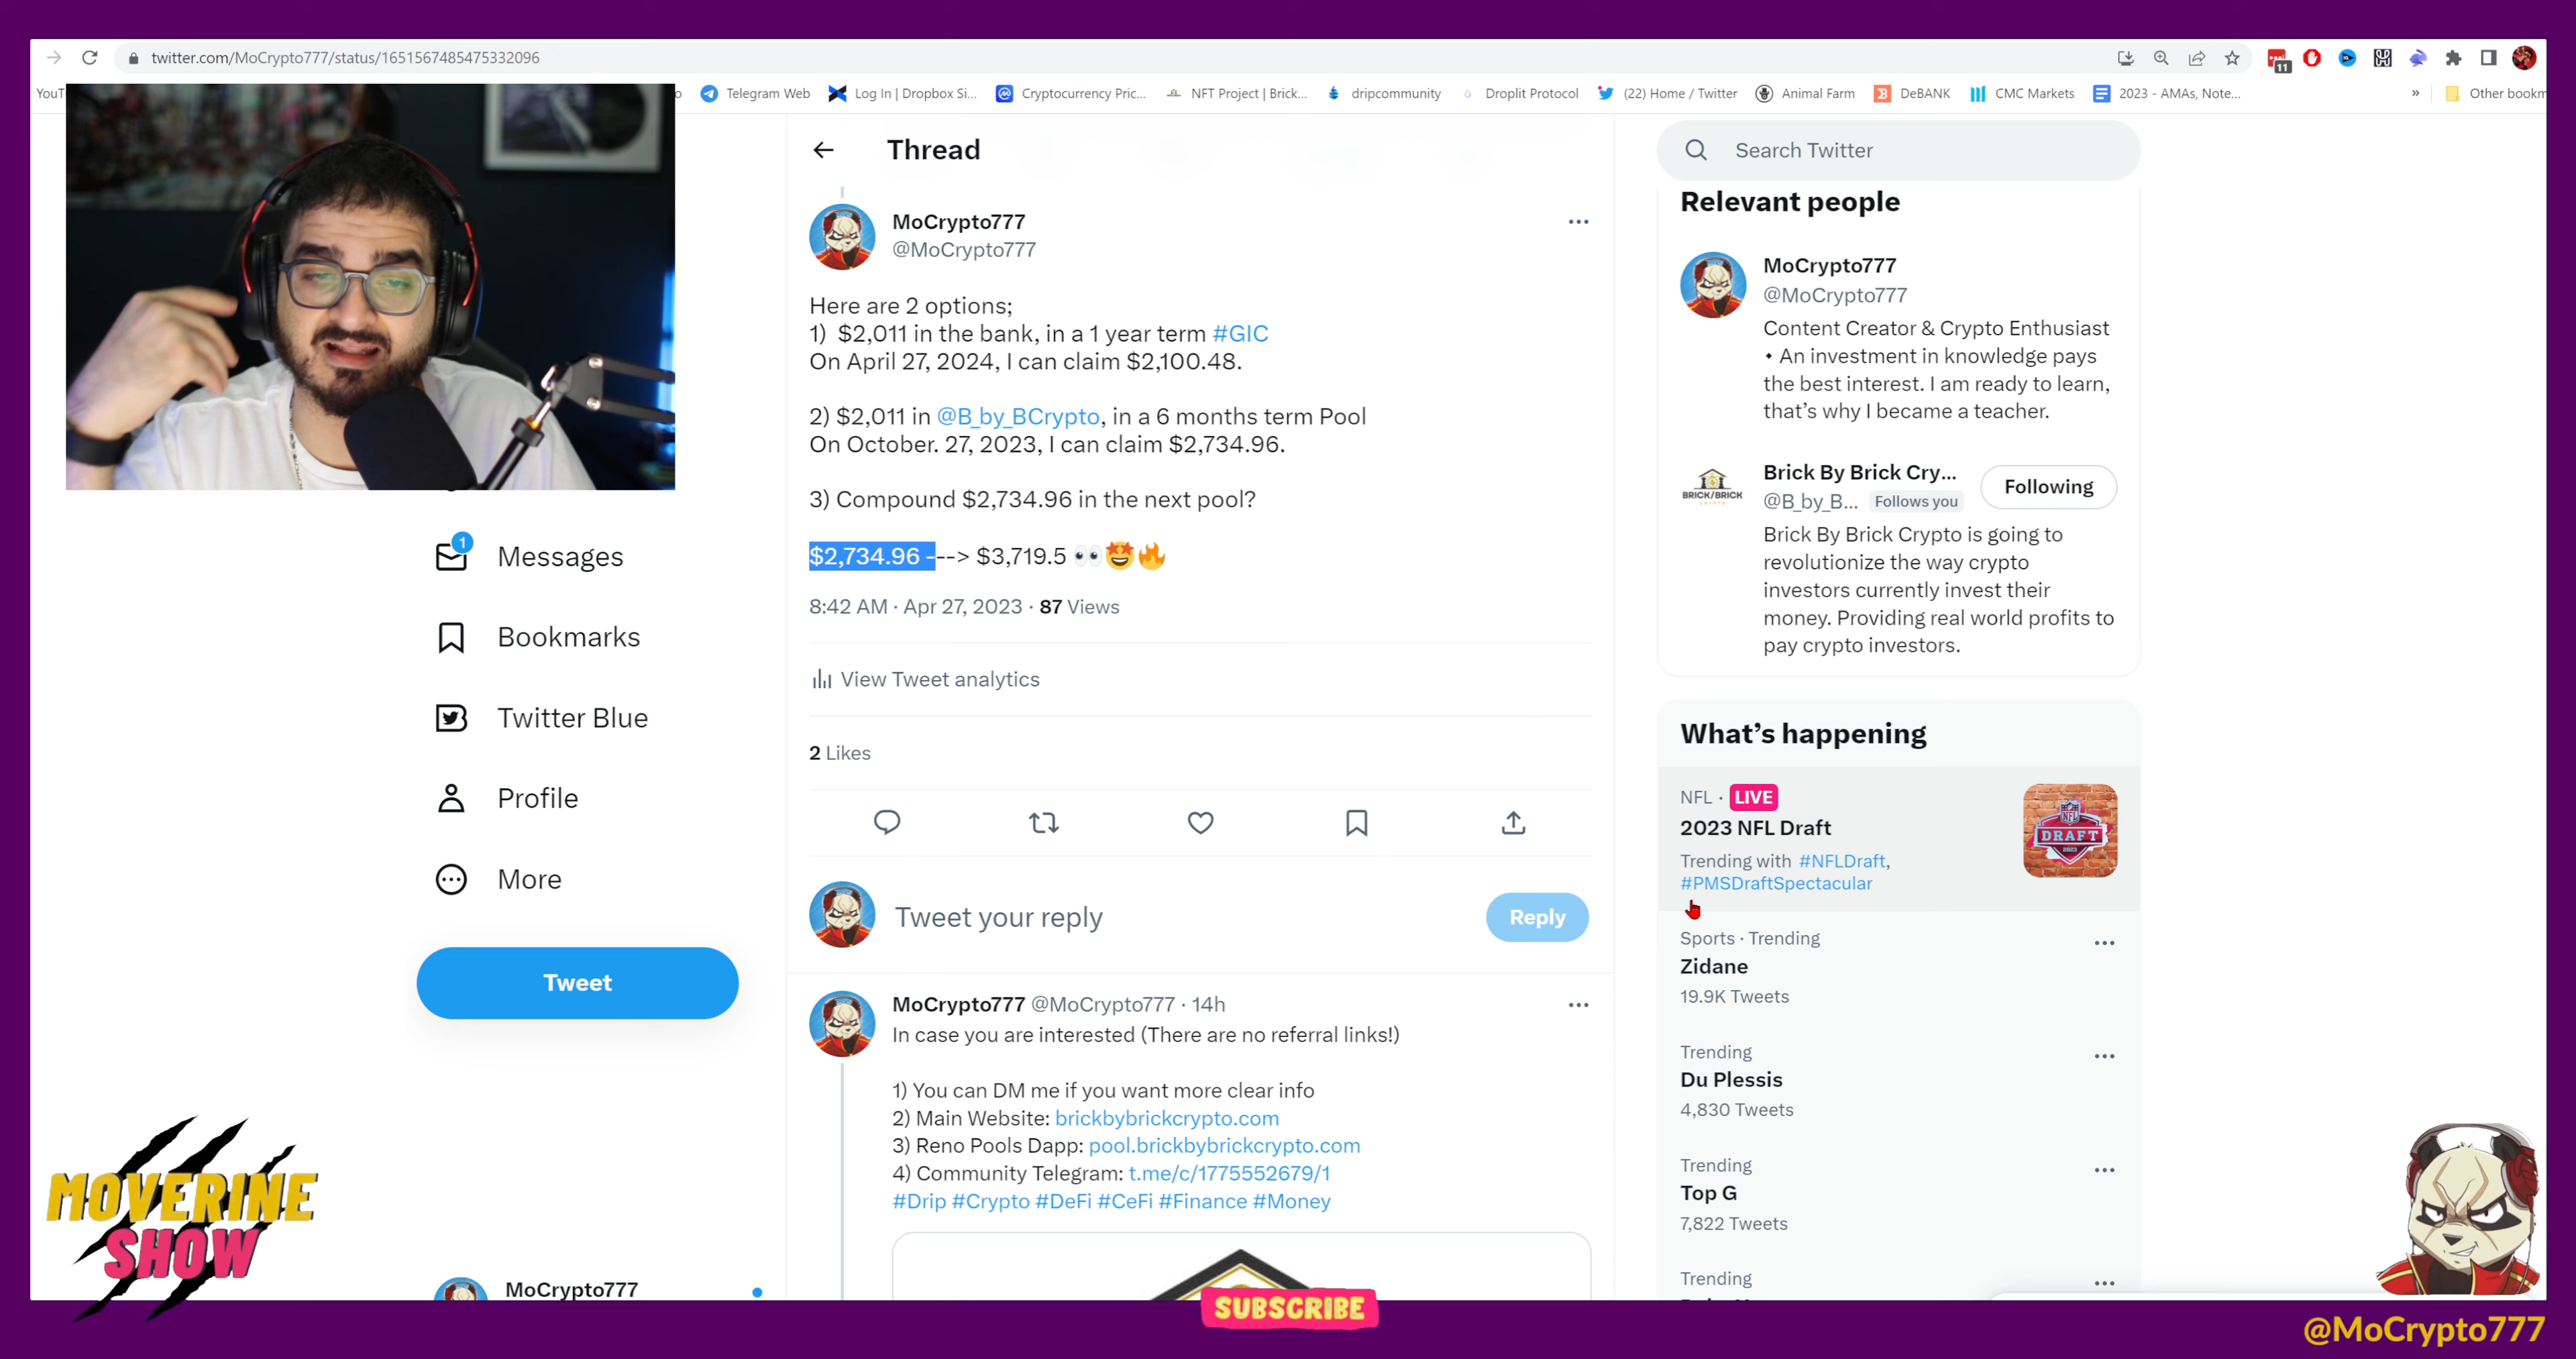 twitter.com/MoCrypto777/status/1651567485475332096
11
Telegram Web
Log In | Dropbox Si...
Cryptocurrency Pric...
NFT Project | Brick...
dripcommunity
Droplit Protocol
(22) Home / Twitter
Animal Farm
DeBANK
CMC Markets
2023 - AMAs, Note...
»
Other bookm
Thread
MoCrypto777
@MoCrypto777
Here are 2 options;
1) $2,011 in the bank, in a 1 year term #GIC
On April 27, 2024, I can claim $2,100.48.
2) $2,011 in @B_by_BCrypto, in a 6 months term Pool
On October. 27, 2023, I can claim $2,734.96.
3) Compound $2,734.96 in the next pool?
$2,734.96 ---> $3,719.5 👀🤩🔥
8:42 AM · Apr 27, 2023 · 87 Views
View Tweet analytics
2 Likes
Tweet your reply
Reply
MoCrypto777 @MoCrypto777 · 14h
In case you are interested (There are no referral links!)
1) You can DM me if you want more clear info
2) Main Website: brickbybrickcrypto.com
3) Reno Pools Dapp: pool.brickbybrickcrypto.com
4) Community Telegram: t.me/c/1775552679/1
#Drip #Crypto #DeFi #CeFi #Finance #Money
1
Messages
Bookmarks
Twitter Blue
Profile
More
Tweet
MoCrypto777
Search Twitter
Relevant people
MoCrypto777
@MoCrypto777
Content Creator & Crypto Enthusiast
• An investment in knowledge pays
the best interest. I am ready to learn,
that's why I became a teacher.
BRICK/BRICK
Brick By Brick Cry...
@B_by_B... Follows you
Following
Brick By Brick Crypto is going to
revolutionize the way crypto
investors currently invest their
money. Providing real world profits to
pay crypto investors.
What's happening
NFL · LIVE
2023 NFL Draft
Trending with #NFLDraft,
#PMSDraftSpectacular
NFL
DRAFT
2023
Sports · Trending
Zidane
19.9K Tweets
Trending
Du Plessis
4,830 Tweets
Trending
Top G
7,822 Tweets
Trending
MOVERINE
SHOW
SUBSCRIBE
@MoCrypto777